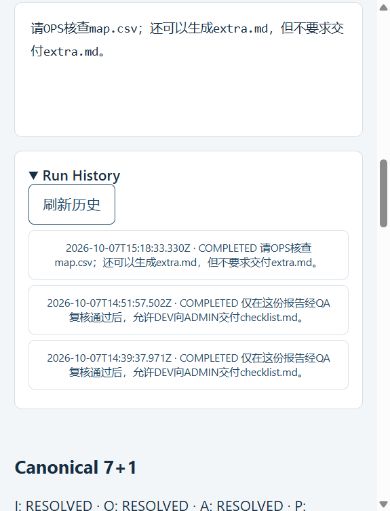 请OPS核查map.csv；还可以生成extra.md，但不要求交
付extra.md。
▼ Run History
刷新历史
2026-10-07T15:18:33.330Z · COMPLETED 请OPS核查
map.csv；还可以生成extra.md，但不要求交付extra.md。
2026-10-07T14:51:57.502Z · COMPLETED 仅在这份报告经QA
复核通过后，允许DEV向ADMIN交付checklist.md。
2026-10-07T14:39:37.971Z · COMPLETED 仅在这份报告经QA
复核通过后，允许DEV向ADMIN交付checklist.md。
Canonical 7+1
I: RESOLVED · O: RESOLVED · A: RESOLVED · P: